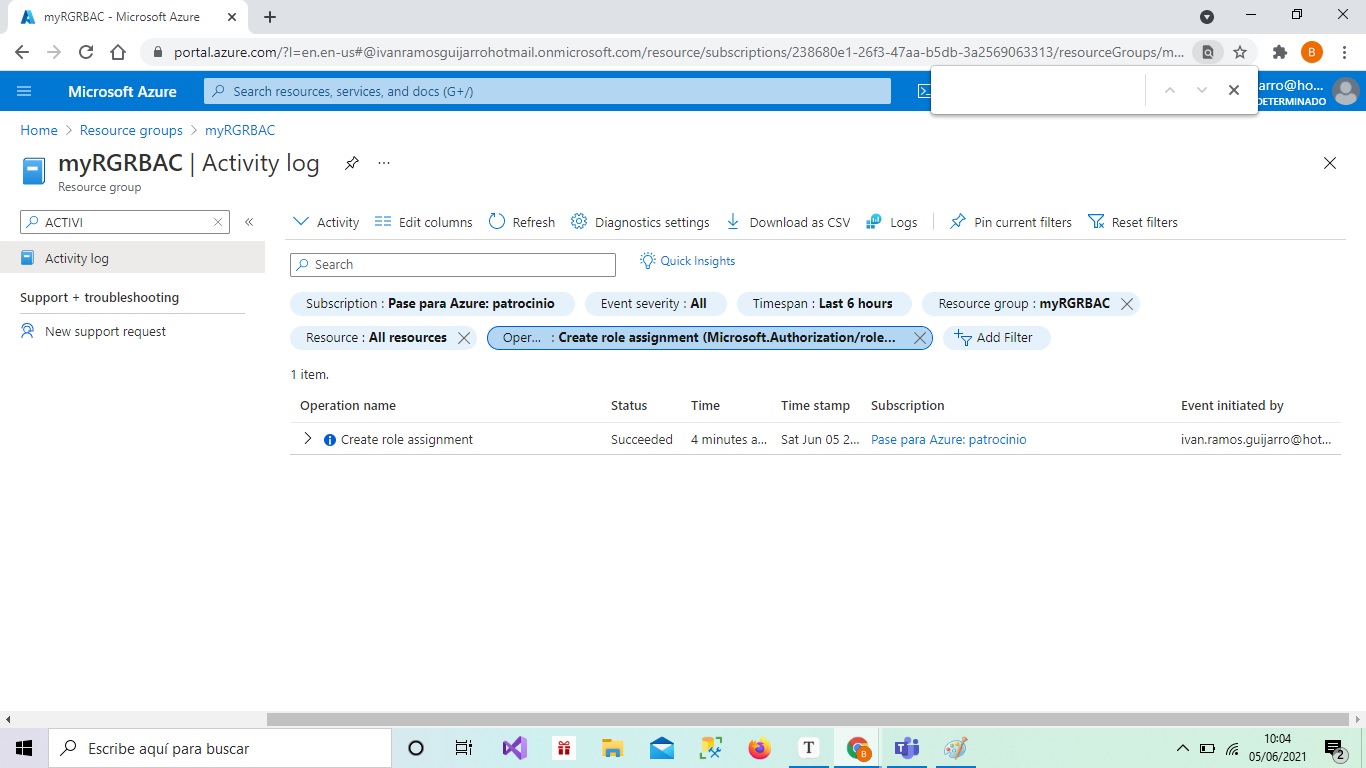 myRGRBAC - Microsoft Azure
portal.azure.com/?l=en.en-us#@ivanramosguijarrohotmail.onmicrosoft.com/resource/subscriptions/238680e1-26f3-47aa-b5db-3a2569063313/resourceGroups/m...
B
Microsoft Azure
Search resources, services, and docs (G+/)
arro@ho...
DETERMINADO
Home > Resource groups > myRGRBAC
myRGRBAC | Activity log
Resource group
ACTIVI
Activity Edit columns Refresh Diagnostics settings Download as CSV Logs Pin current filters Reset filters
Activity log
Support + troubleshooting
New support request
Search
Quick Insights
Subscription : Pase para Azure: patrocinio Event severity : All Timespan : Last 6 hours Resource group : myRGRBAC
Resource : All resources Oper... : Create role assignment (Microsoft.Authorization/role... Add Filter
1 item.
Operation name Status Time Time stamp Subscription Event initiated by
Create role assignment Succeeded 4 minutes a... Sat Jun 05 2... Pase para Azure: patrocinio ivan.ramos.guijarro@hot...
Escribe aquí para buscar
T
B
10:04
05/06/2021
2